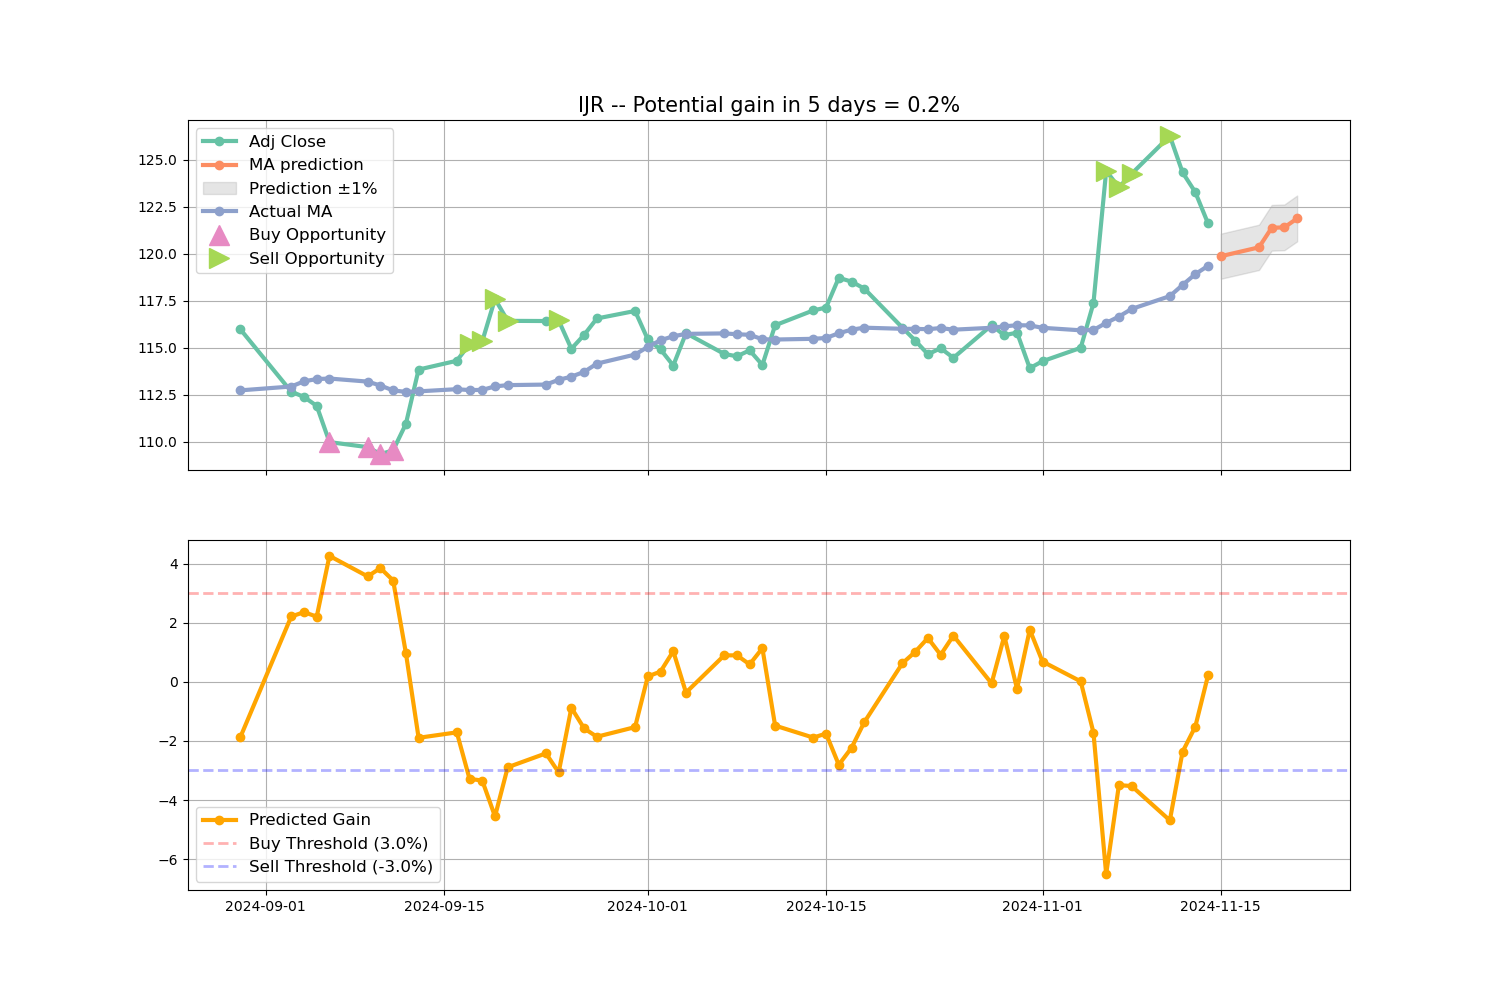 IJR -- Potential gain in 5 days = 0.2%
125.0
122.5
120.0
117.5
115.0
112.5
110.0
Adj Close
MA prediction
Prediction ±1%
Actual MA
Buy Opportunity
Sell Opportunity
4
2
0
−2
−4
−6
Predicted Gain
Buy Threshold (3.0%)
Sell Threshold (-3.0%)
2024-09-01
2024-09-15
2024-10-01
2024-10-15
2024-11-01
2024-11-15